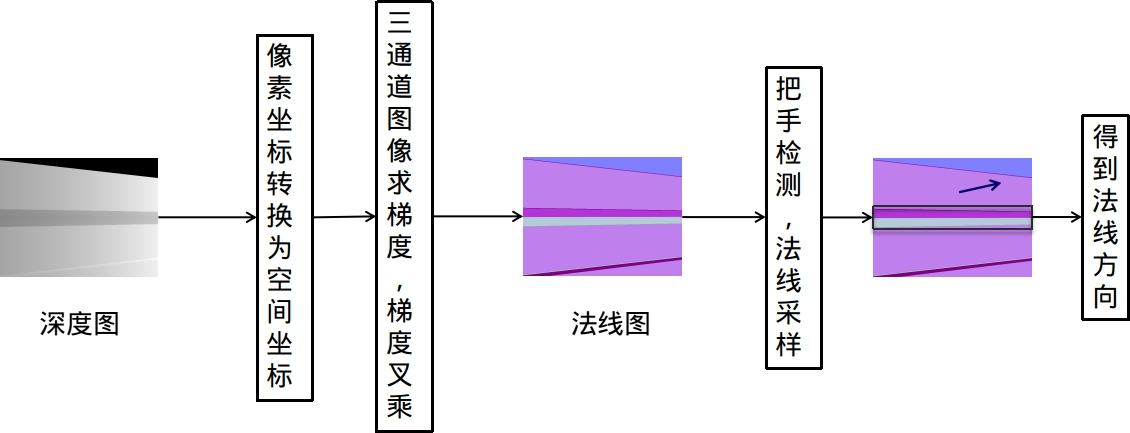 深度图
像素坐标转换为空间坐标
三通道图像求梯度,梯度叉乘
法线图
把手检测,法线采样
得到法线方向